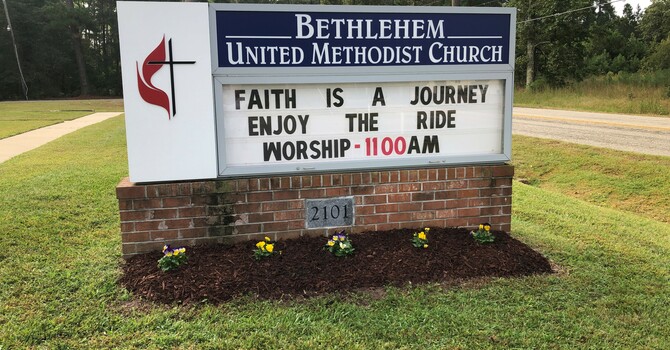 BETHLEHEM
UNITED METHODIST CHURCH
FAITH IS A JOURNEY
ENJOY THE RIDE
WORSHIP - 1100AM
2101